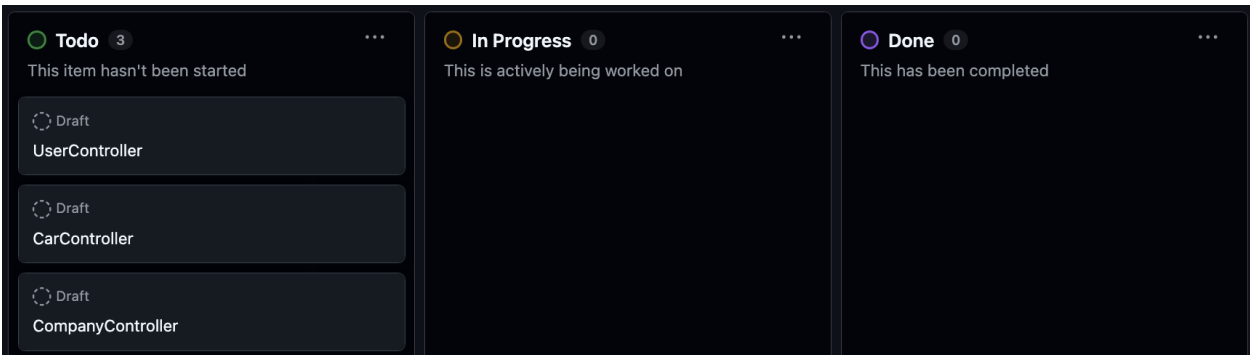 Todo 3
This item hasn't been started
Draft
UserController
Draft
CarController
Draft
CompanyController
In Progress 0
This is actively being worked on
Done 0
This has been completed